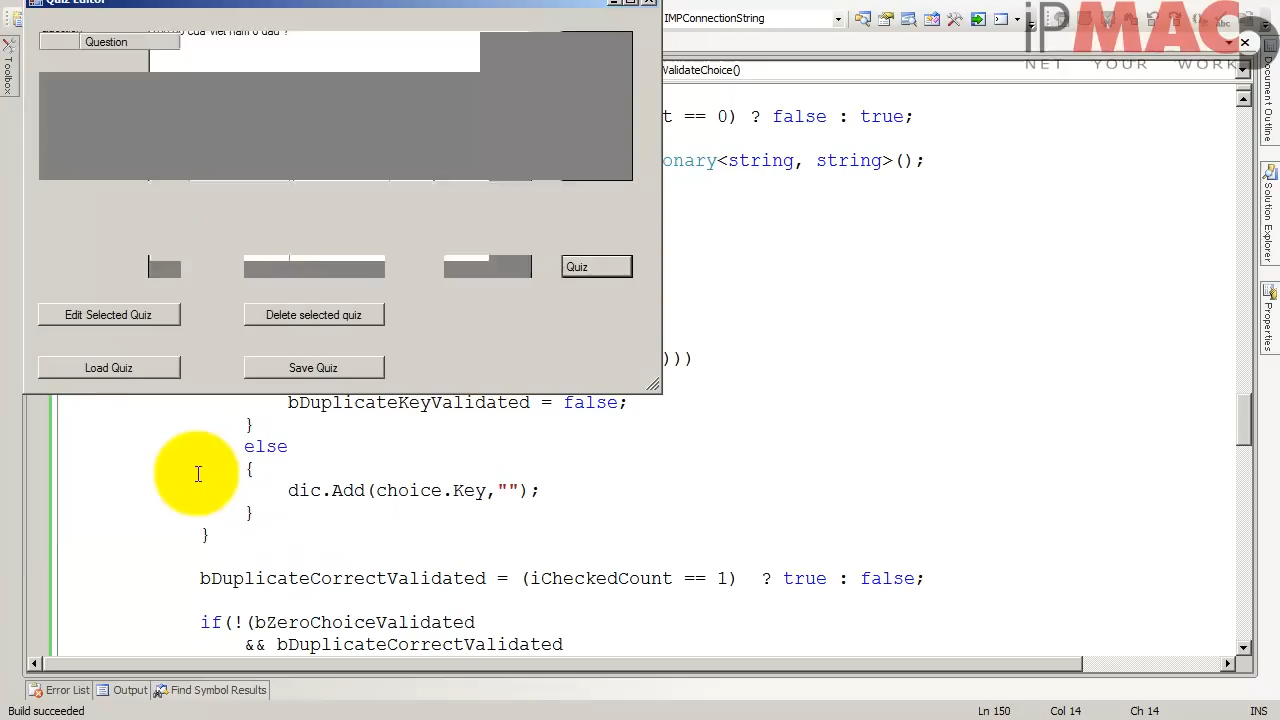 Quiz Editor
IMPConnectionString
iPMAC
NET YOUR WORK
Question
ValidateChoice()
Toolbox
Document Outline
t == 0) ? false : true;
onary<string, string>();
Solution Explorer
Quiz
Properties
Edit Selected Quiz
Delete selected quiz
Load Quiz
Save Quiz
)))
bDuplicateKeyValidated = false;
}
else
{
dic.Add(choice.Key,"");
}
}
bDuplicateCorrectValidated = (iCheckedCount == 1) ? true : false;
if(!(bZeroChoiceValidated
&& bDuplicateCorrectValidated
Error List
Output
Find Symbol Results
Build succeeded
Ln 150
Col 14
Ch 14
INS